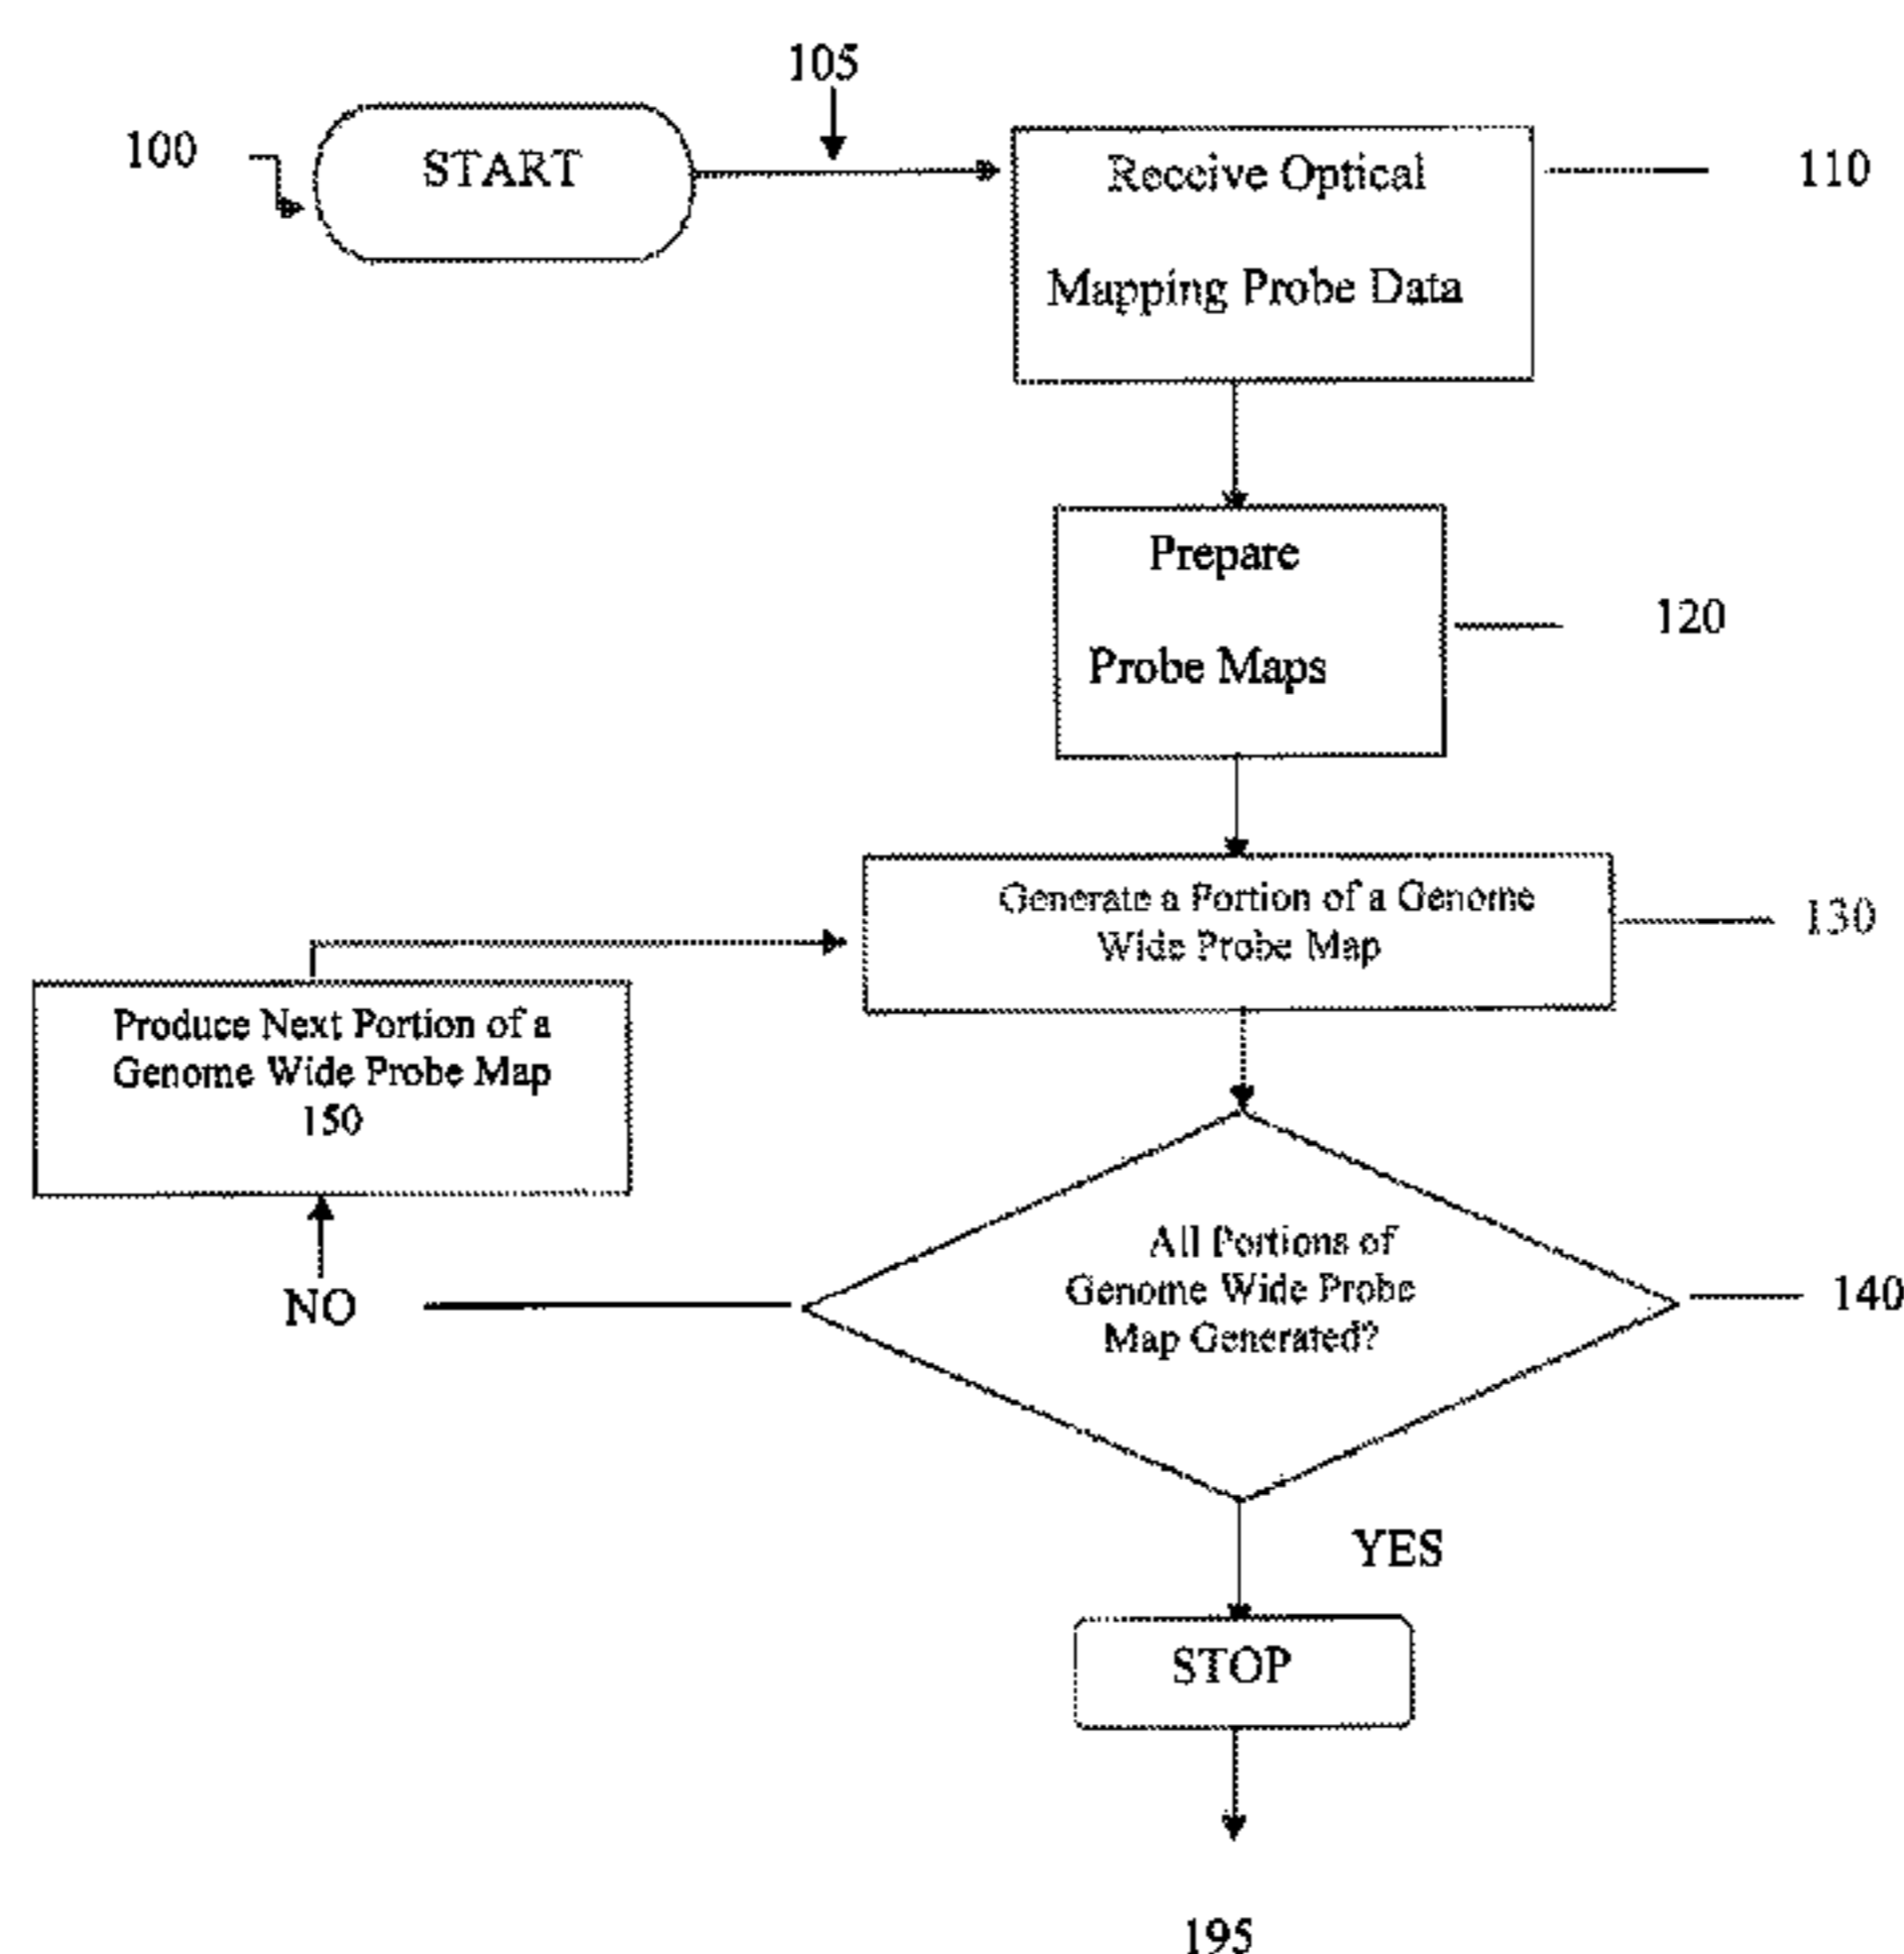 105
100
START
Receive Optical
Mapping Probe Data
110
Prepare
Probe Maps
120
Generate a Portion of a Genome
Wide Probe Map
130
Produce Next Portion of a
Genome Wide Probe Map
150
All Portions of
Genome Wide Probe
Map Generated?
140
NO
YES
STOP
195